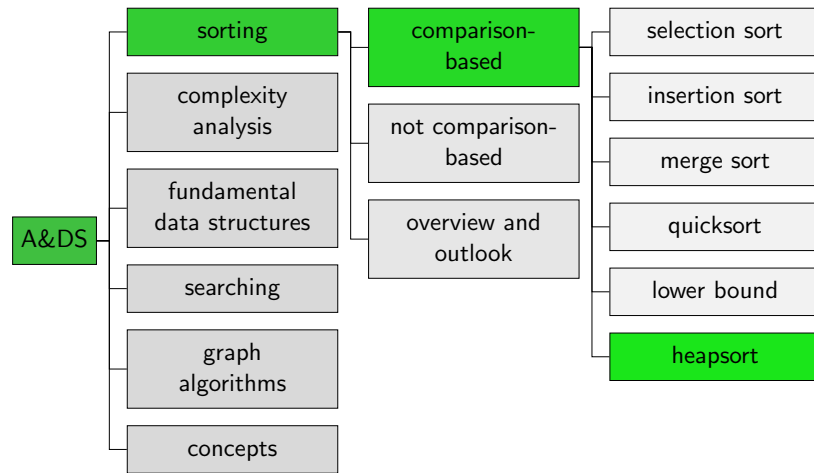 A&DS
sorting
complexity
analysis
fundamental
data structures
searching
graph
algorithms
concepts
comparison-
based
not comparison-
based
overview and
outlook
selection sort
insertion sort
merge sort
quicksort
lower bound
heapsort